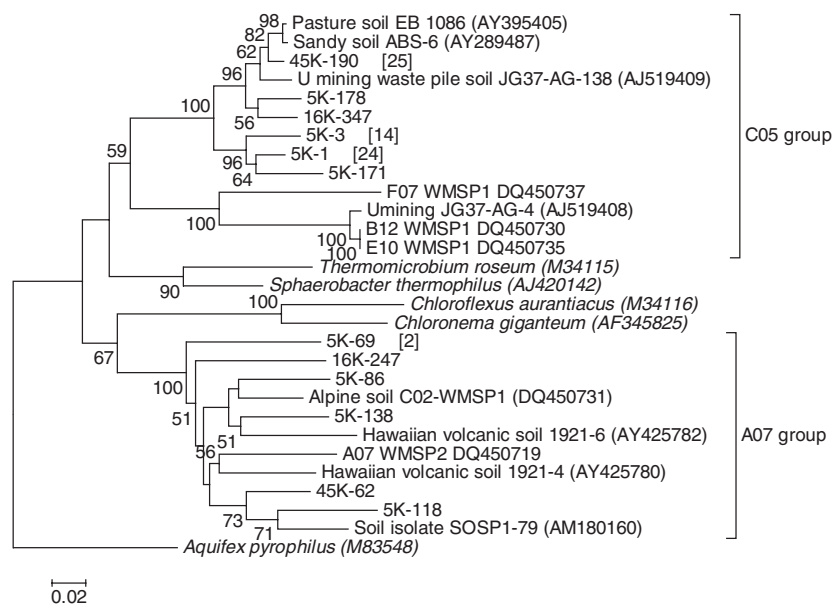 98
Pasture soil EB 1086 (AY395405)
82
Sandy soil ABS-6 (AY289487)
62
45K-190 [25]
96
U mining waste pile soil JG37-AG-138 (AJ519409)
100
5K-178
56
16K-347
5K-3 [14]
C05 group
59
96
5K-1 [24]
64
5K-171
F07 WMSP1 DQ450737
100
Umining JG37-AG-4 (AJ519408)
B12 WMSP1 DQ450730
100
100
E10 WMSP1 DQ450735
Thermomicrobium roseum (M34115)
90
Sphaerobacter thermophilus (AJ420142)
100
Chloroflexus aurantiacus (M34116)
Chloronema giganteum (AF345825)
67
5K-69 [2]
16K-247
100
5K-86
Alpine soil C02-WMSP1 (DQ450731)
51
5K-138
51
Hawaiian volcanic soil 1921-6 (AY425782)
A07 group
56
A07 WMSP2 DQ450719
Hawaiian volcanic soil 1921-4 (AY425780)
45K-62
5K-118
73
71
Soil isolate SOSP1-79 (AM180160)
Aquifex pyrophilus (M83548)
0.02